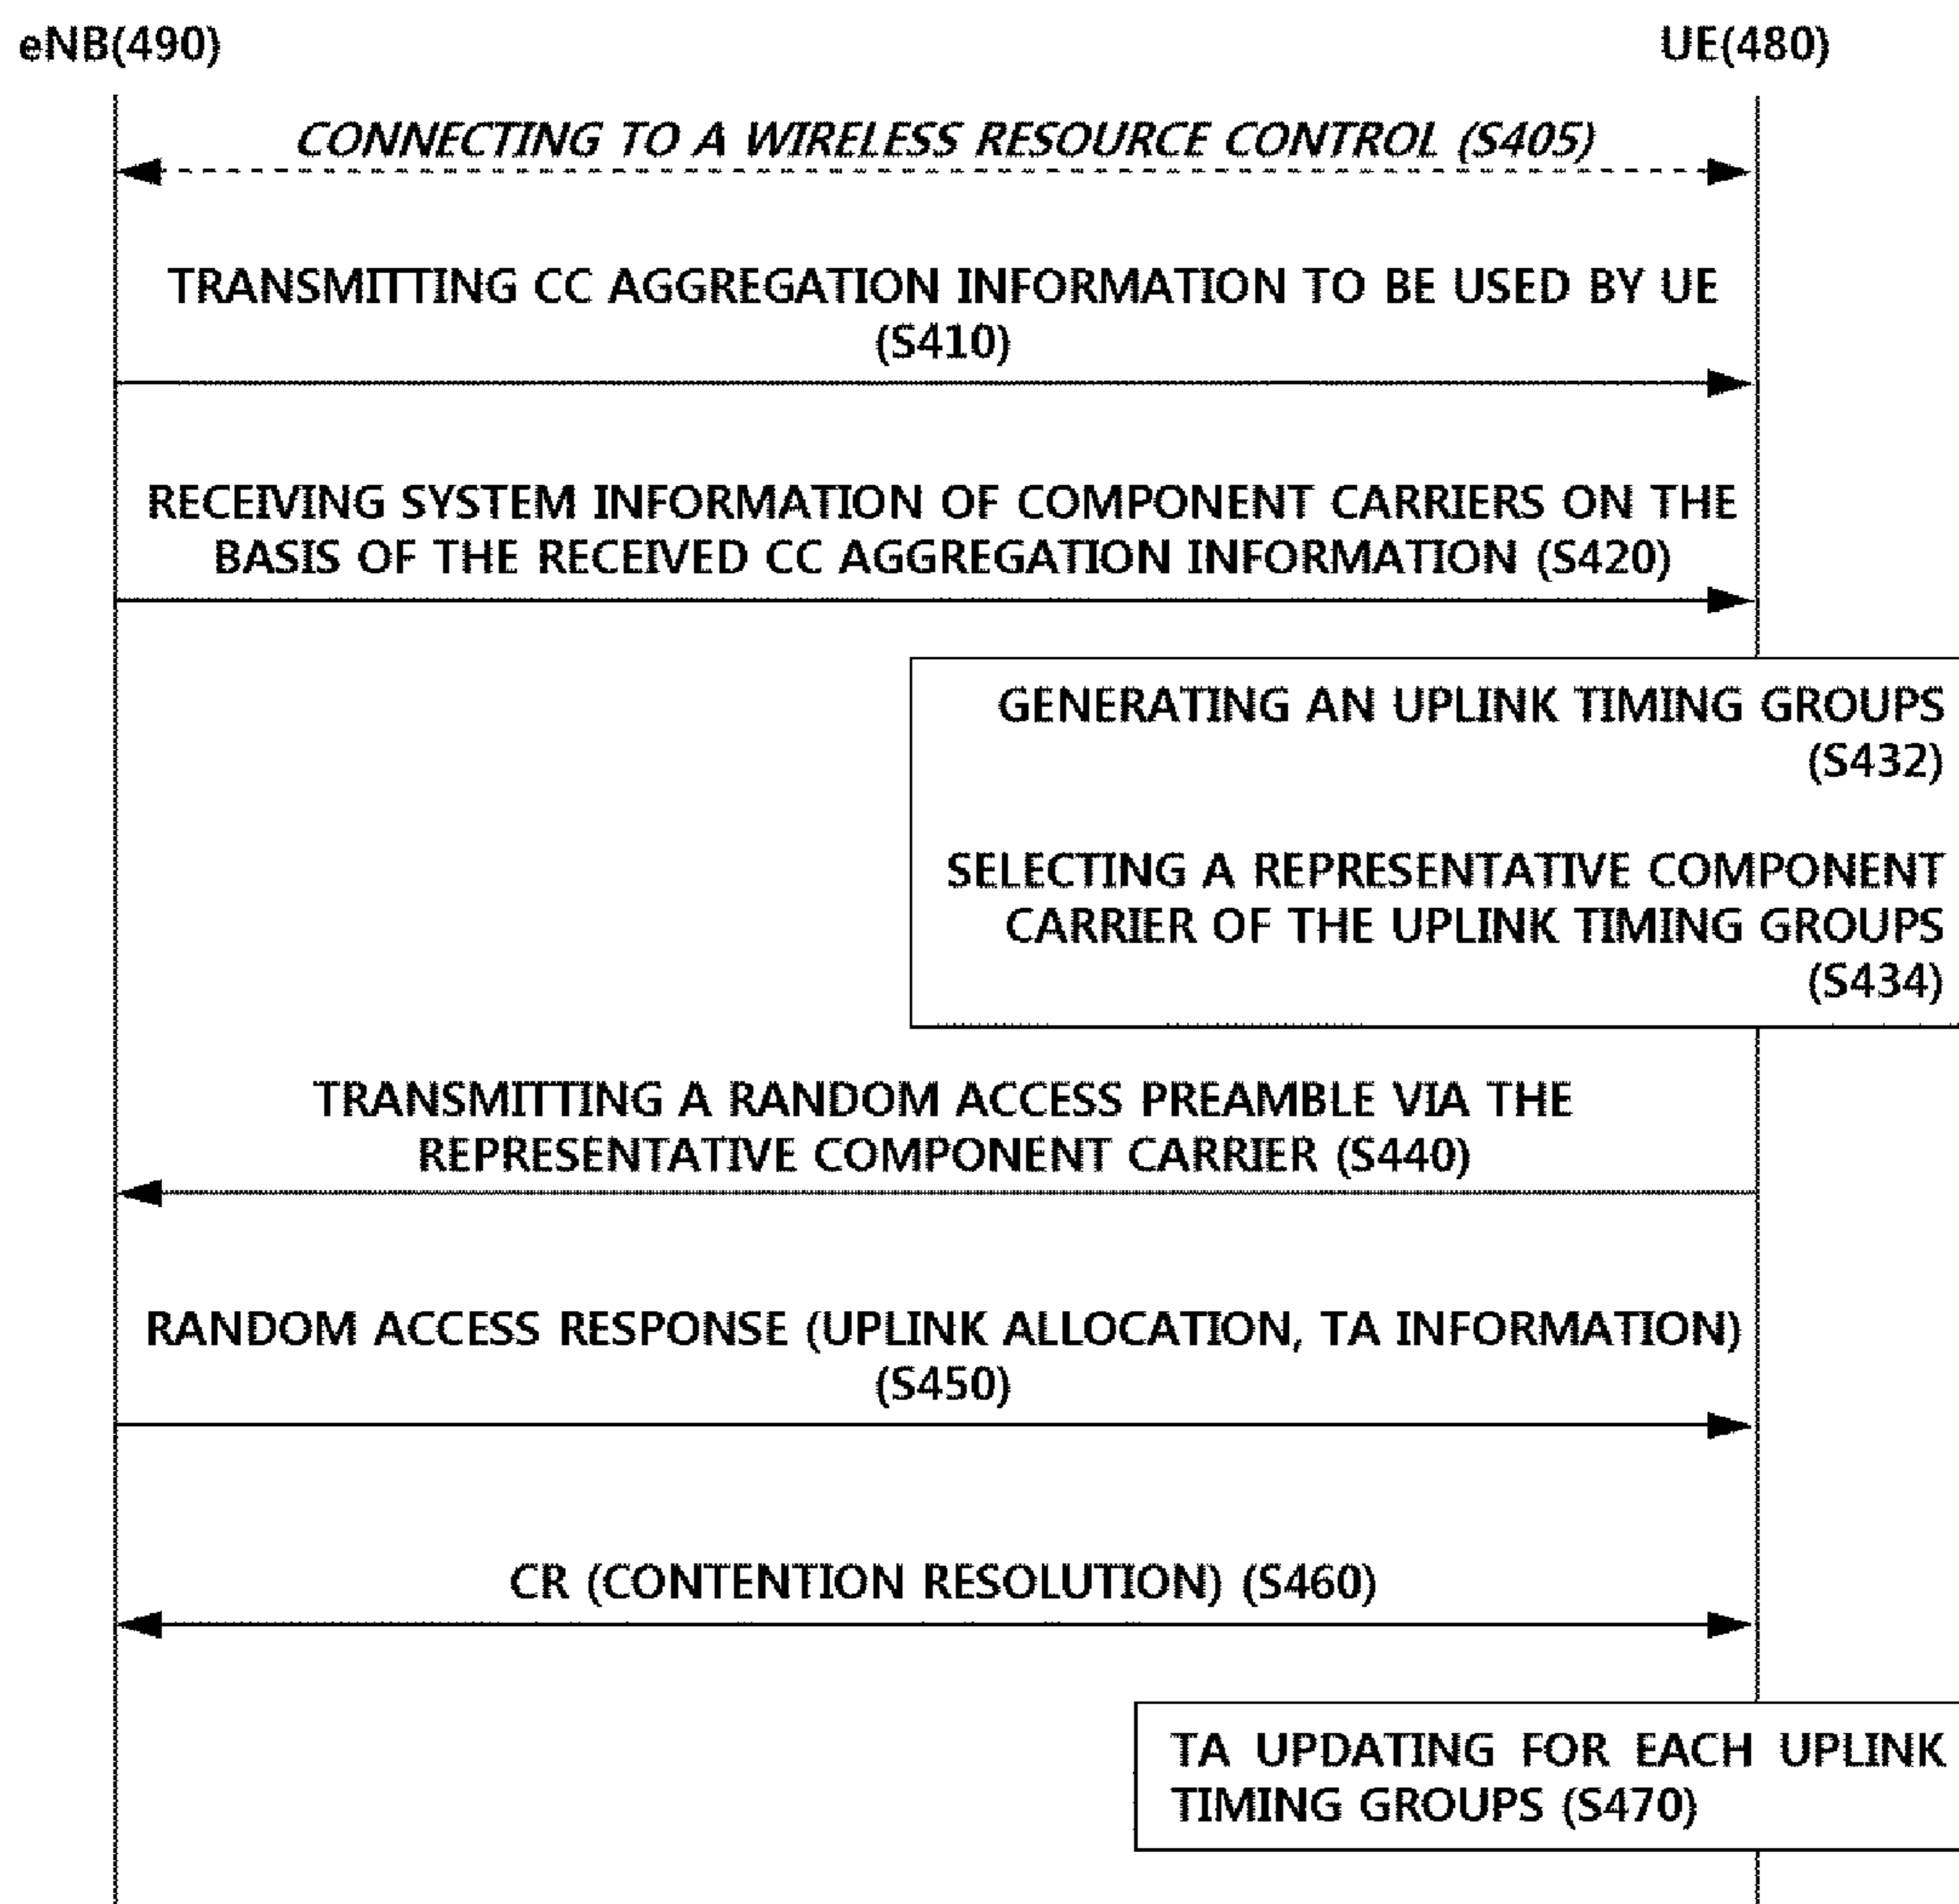 eNB(490)
UE(480)
CONNECTING TO A WIRELESS RESOURCE CONTROL (S405)
TRANSMITTING CC AGGREGATION INFORMATION TO BE USED BY UE
(S410)
RECEIVING SYSTEM INFORMATION OF COMPONENT CARRIERS ON THE
BASIS OF THE RECEIVED CC AGGREGATION INFORMATION (S420)
GENERATING AN UPLINK TIMING GROUPS
(S432)
SELECTING A REPRESENTATIVE COMPONENT
CARRIER OF THE UPLINK TIMING GROUPS
(S434)
TRANSMITTING A RANDOM ACCESS PREAMBLE VIA THE
REPRESENTATIVE COMPONENT CARRIER (S440)
RANDOM ACCESS RESPONSE (UPLINK ALLOCATION, TA INFORMATION)
(S450)
CR (CONTENTION RESOLUTION) (S460)
TA UPDATING FOR EACH UPLINK
TIMING GROUPS (S470)